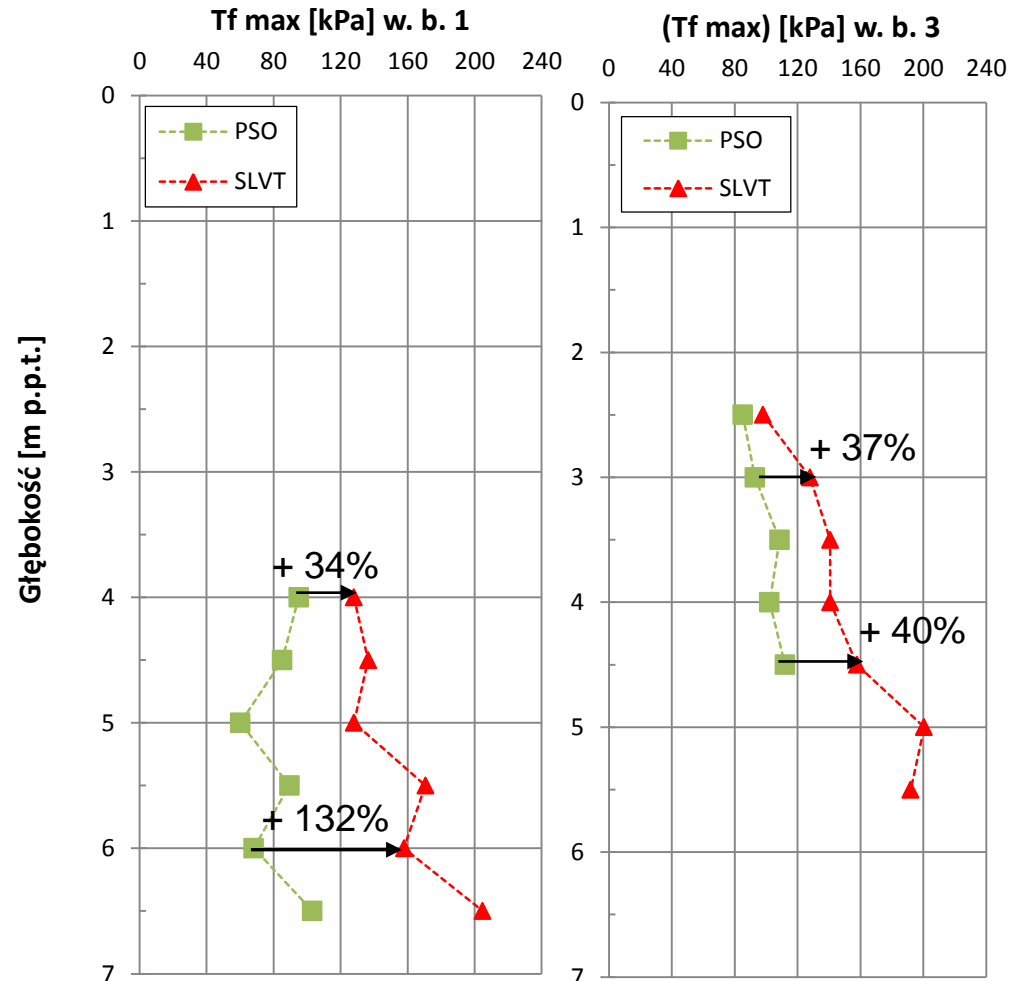 Tf max [kPa] w. b. 1
0 40 80 120 160 200 240
0
1
2
3
4
5
6
7
Głębokość [m p.p.t.]
PSO
SLVT
+ 34%
+ 132%
(Tf max) [kPa] w. b. 3
0 40 80 120 160 200 240
0
1
2
3
4
5
6
7
PSO
SLVT
+ 37%
+ 40%